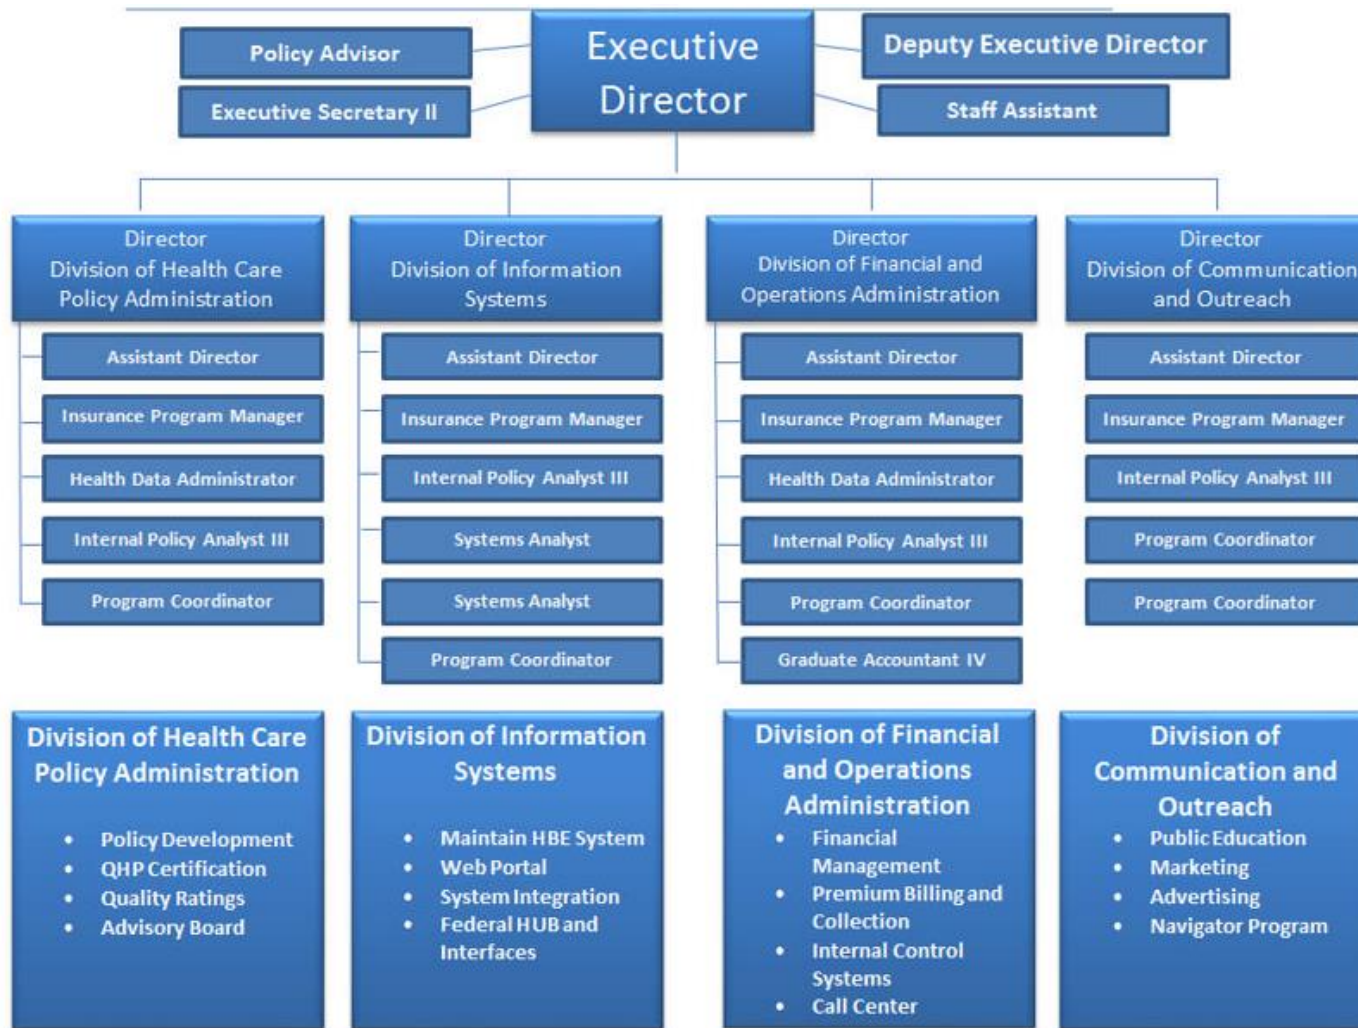 Policy Advisor
Executive Secretary II
Executive
Director
Deputy Executive Director
Staff Assistant
Director
Division of Health Care
Policy Administration
Assistant Director
Insurance Program Manager
Health Data Administrator
Internal Policy Analyst III
Program Coordinator
Director
Division of Information
Systems
Assistant Director
Insurance Program Manager
Internal Policy Analyst III
Systems Analyst
Systems Analyst
Program Coordinator
Director
Division of Financial and
Operations Administration
Assistant Director
Insurance Program Manager
Health Data Administrator
Internal Policy Analyst III
Program Coordinator
Graduate Accountant IV
Director
Division of Communication
and Outreach
Assistant Director
Insurance Program Manager
Internal Policy Analyst III
Program Coordinator
Program Coordinator
Division of Health Care
Policy Administration
• Policy Development
• QHP Certification
• Quality Ratings
• Advisory Board
Division of Information
Systems
• Maintain HBE System
• Web Portal
• System Integration
• Federal HUB and
Interfaces
Division of Financial
and Operations
Administration
• Financial
Management
• Premium Billing and
Collection
• Internal Control
Systems
• Call Center
Division of
Communication and
Outreach
• Public Education
• Marketing
• Advertising
• Navigator Program